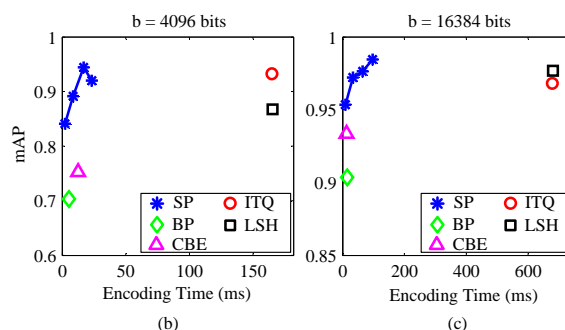 b = 4096 bits
1
0.9
0.8
0.7
0.6
mAP
0
50
100
150
SP
ITQ
BP
LSH
CBE
Encoding Time (ms)
(b)
b = 16384 bits
1
0.95
0.9
0.85
0
200
400
600
SP
ITQ
BP
LSH
CBE
Encoding Time (ms)
(c)